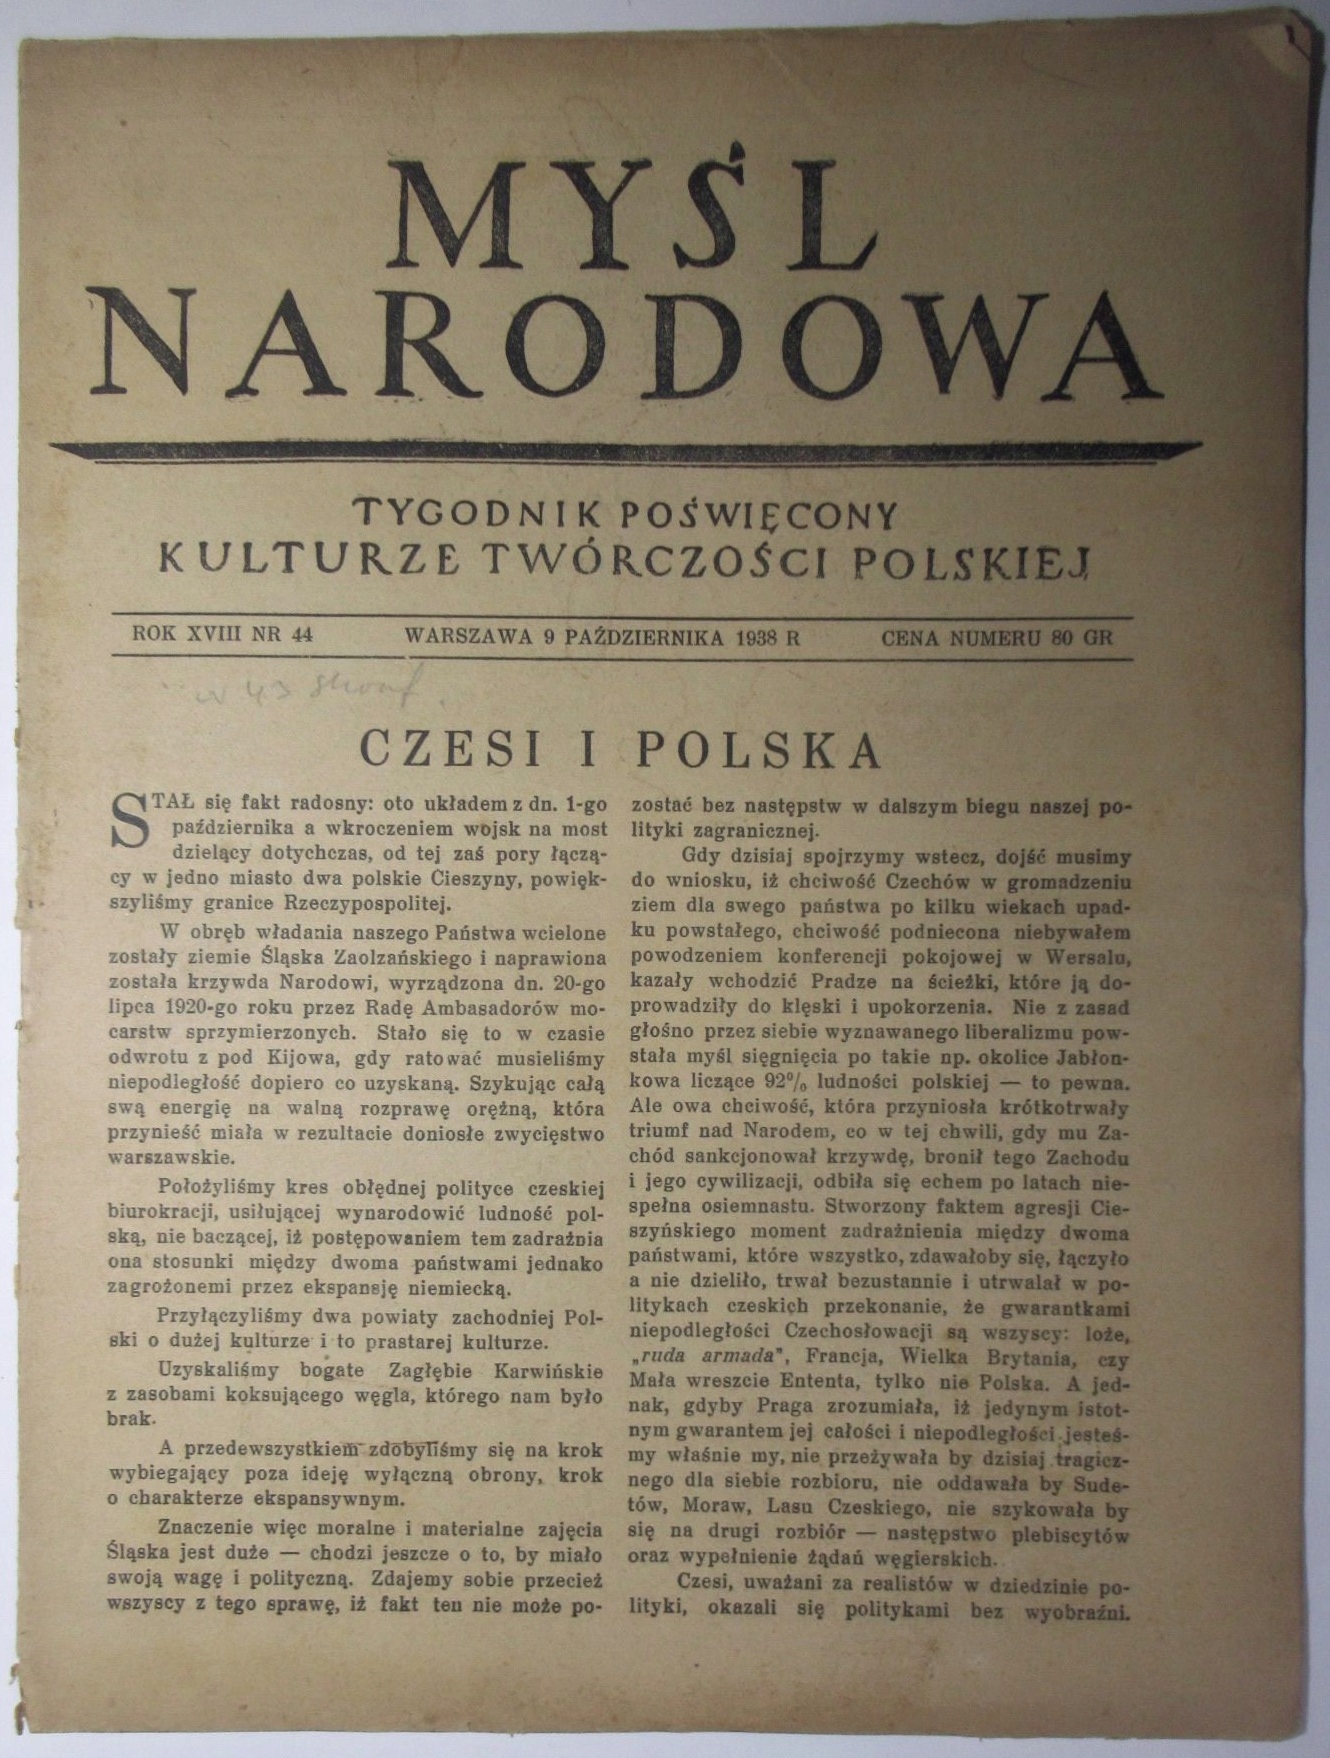 MYŚL
NARODOWA
TYGODNIK POŚWIĘCONY
KULTURZE TWÓRCZOŚCI POLSKIEJ
ROK XVIII NR 44 WARSZAWA 9 PAŹDZIERNIKA 1938 R CENA NUMERU 80 GR
CZESI I POLSKA
STAŁ się fakt radosny: oto układem z dn. 1-go
października a wkroczeniem wojsk na most
dzielący dotychczas, od tej zaś pory łączą-
cy w jedno miasto dwa polskie Cieszyny, powięk-
szyliśmy granice Rzeczypospolitej.
W obręb władania naszego Państwa wcielone
zostały ziemie Śląska Zaolzańskiego i naprawiona
została krzywda Narodowi, wyrządzona dn. 20-go
lipca 1920-go roku przez Radę Ambasadorów mo-
carstw sprzymierzonych. Stało się to w czasie
odwrotu z pod Kijowa, gdy ratować musieliśmy
niepodległość dopiero co uzyskaną. Szykując całą
swą energię na walną rozprawę orężną, która
przynieść miała w rezultacie doniosłe zwycięstwo
warszawskie.
Położyliśmy kres obłędnej polityce czeskiej
biurokracji, usiłującej wynarodowić ludność pol-
ską, nie baczącej, iż postępowaniem tem zadrażnia
ona stosunki między dwoma państwami jednako
zagrożonemi przez ekspansję niemiecką.
Przyłączyliśmy dwa powiaty zachodniej Pol-
ski o dużej kulturze i to prastarej kulturze.
Uzyskaliśmy bogate Zagłębie Karwińskie
z zasobami koksującego węgla, którego nam było
brak.
A przedewszystkiem zdobyliśmy się na krok
wybiegający poza ideję wyłączną obrony, krok
o charakterze ekspansywnym.
Znaczenie więc moralne i materialne zajęcia
Śląska jest duże — chodzi jeszcze o to, by miało
swoją wagę i polityczną. Zdajemy sobie przecież
wszyscy z tego sprawę, iż fakt ten nie może po-
zostać bez następstw w dalszym biegu naszej po-
lityki zagranicznej.
Gdy dzisiaj spojrzymy wstecz, dojść musimy
do wniosku, iż chciwość Czechów w gromadzeniu
ziem dla swego państwa po kilku wiekach upad-
ku powstałego, chciwość podniecona niebywałem
powodzeniem konferencji pokojowej w Wersalu,
kazały wchodzić Pradze na ścieżki, które ją do-
prowadziły do klęski i upokorzenia. Nie z zasad
głośno przez siebie wyznawanego liberalizmu pow-
stała myśl sięgnięcia po takie np. okolice Jabłon-
kowa liczące 92% ludności polskiej — to pewna.
Ale owa chciwość, która przyniosła krótkotrwały
triumf nad Narodem, co w tej chwili, gdy mu Za-
chód sankcjonował krzywdę, bronił tego Zachodu
i jego cywilizacji, odbiła się echem po latach nie-
spełna osiemnastu. Stworzony faktem agresji Cie-
szyńskiego moment zadrażnienia między dwoma
państwami, które wszystko, zdawałoby się, łączyło
a nie dzieliło, trwał bezustannie i utrwalał w po-
litykach czeskich przekonanie, że gwarantkami
niepodległości Czechosłowacji są wszyscy: loże,
„ruda armada", Francja, Wielka Brytania, czy
Mała wreszcie Ententa, tylko nie Polska. A jed-
nak, gdyby Praga zrozumiała, iż jedynym istot-
nym gwarantem jej całości i niepodległości jesteś-
my właśnie my, nie przeżywała by dzisiaj tragicz-
nego dla siebie rozbioru, nie oddawała by Sude-
tów, Moraw, Lasu Czeskiego, nie szykowała by
się na drugi rozbiór — następstwo plebiscytów
oraz wypełnienie żądań węgierskich.
Czesi, uważani za realistów w dziedzinie po-
lityki, okazali się politykami bez wyobraźni.